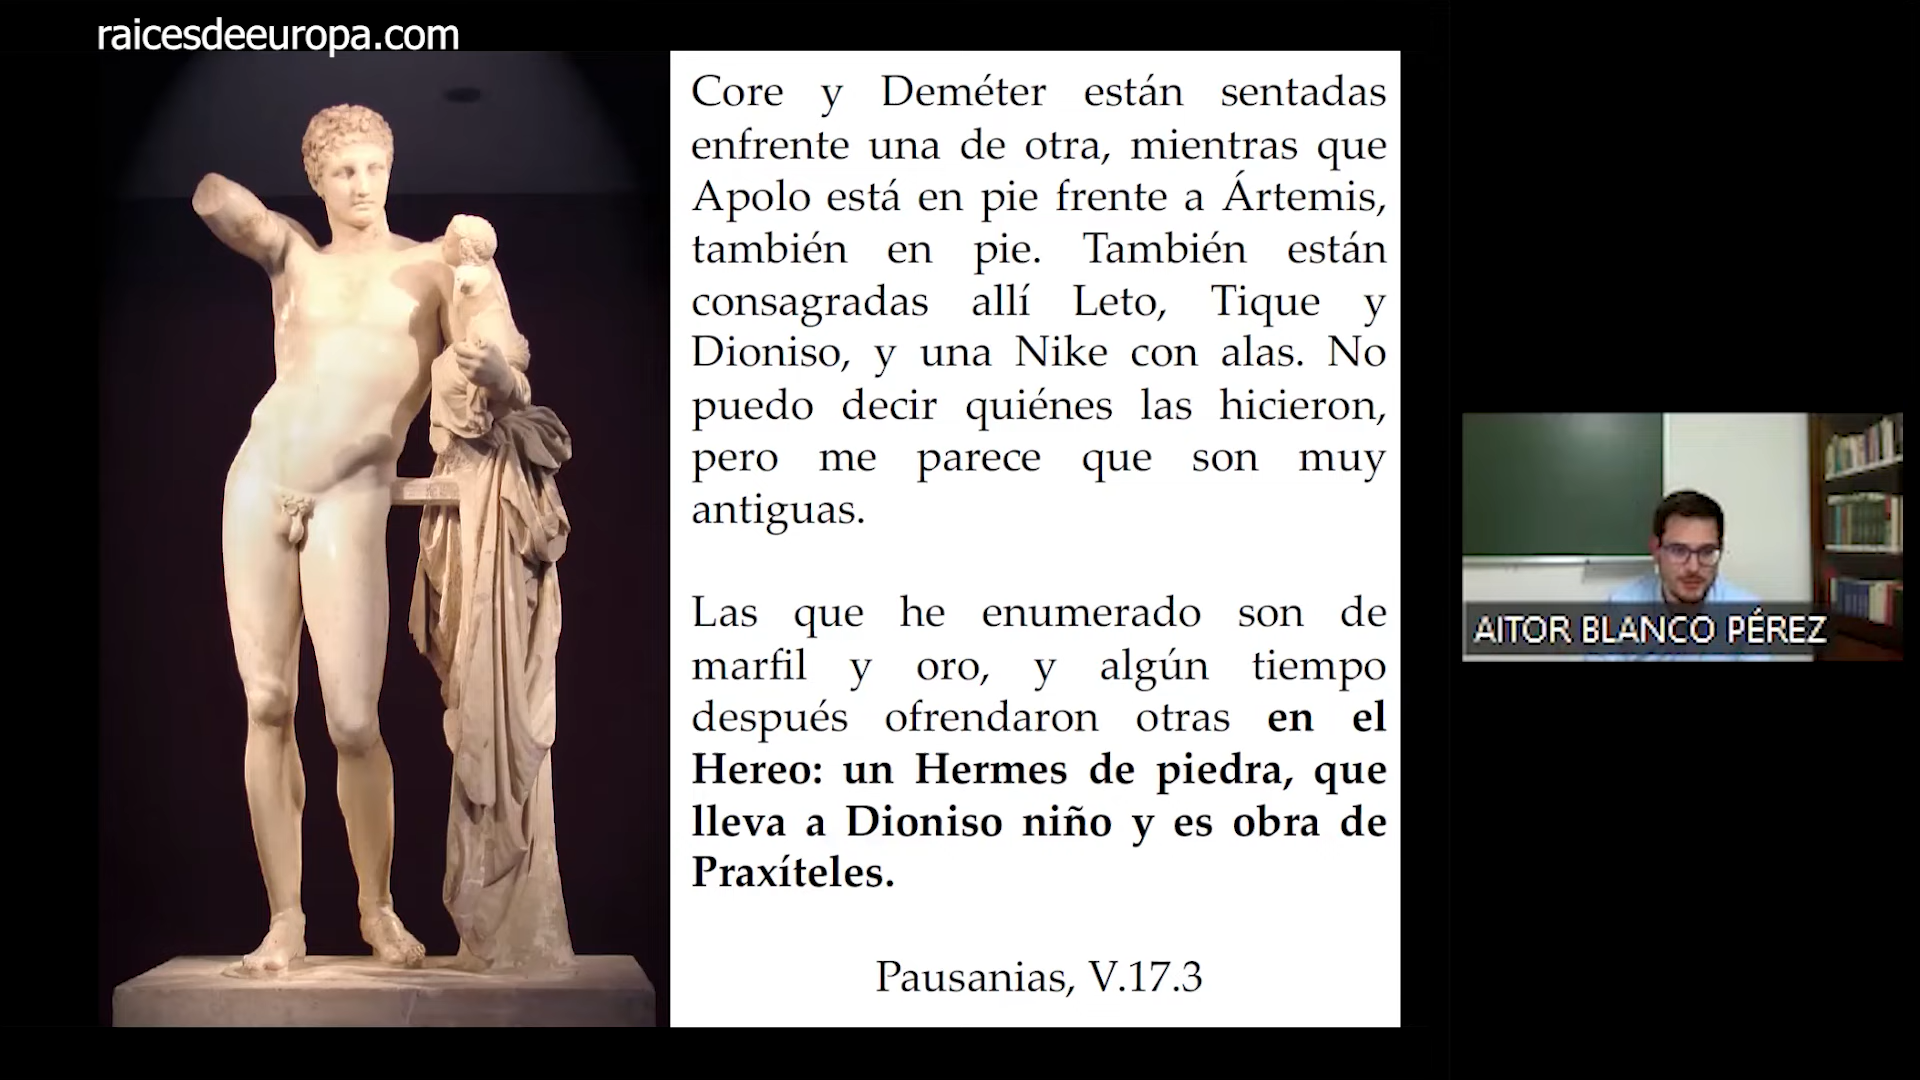 raicesdeeuropa.com
Core y Deméter están sentadas
enfrente una de otra, mientras que
Apolo está en pie frente a Ártemis,
también en pie. También están
consagradas allí Leto, Tique y
Dioniso, y una Nike con alas. No
puedo decir quiénes las hicieron,
pero me parece que son muy
antiguas.
Las que he enumerado son de
marfil y oro, y algún tiempo
después ofrendaron otras en el
Hereo: un Hermes de piedra, que
lleva a Dioniso niño y es obra de
Praxíteles.
Pausanias, V.17.3
AITOR BLANCO PÉREZ